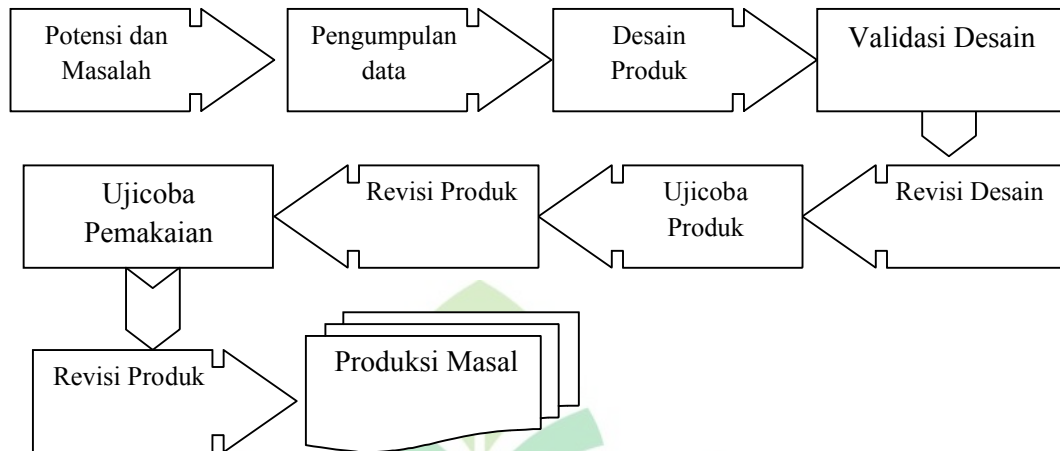 Potensi dan
Masalah
Pengumpulan
data
Desain
Produk
Validasi Desain
Revisi Desain
Ujicoba
Produk
Revisi Produk
Ujicoba
Pemakaian
Revisi Produk
Produksi Masal